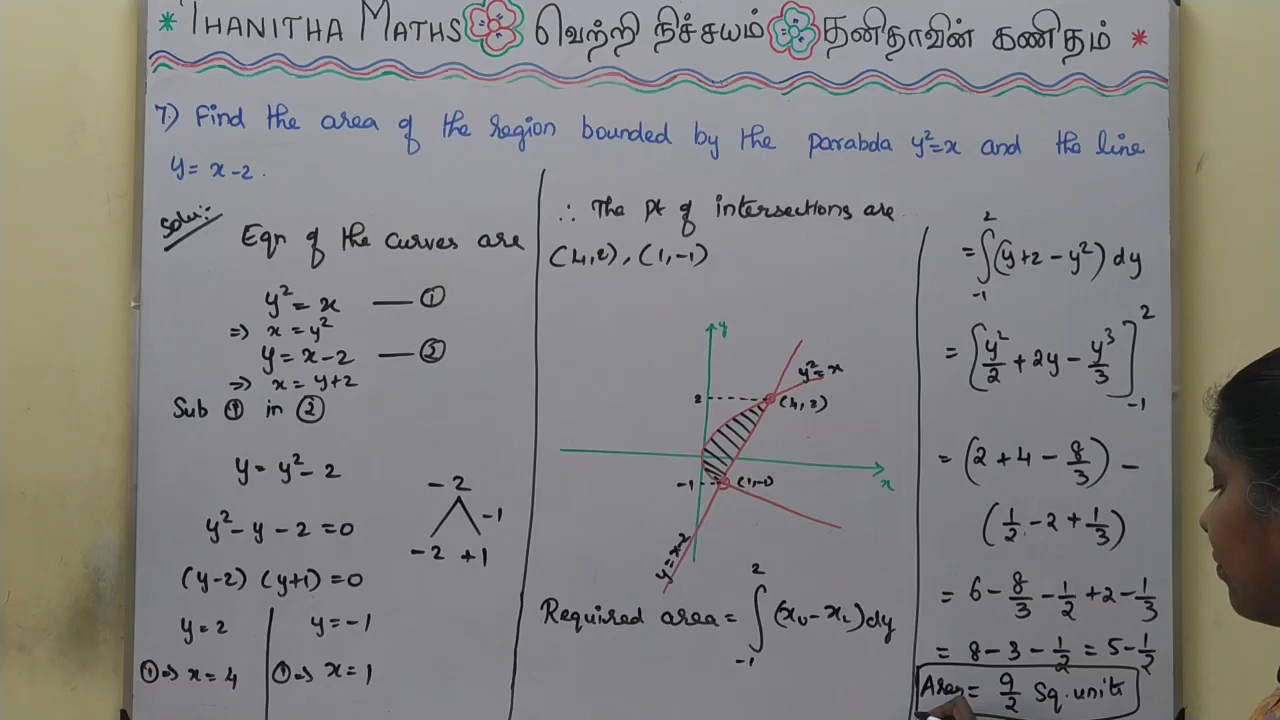 * THANITHA MATHS வெற்றி நிச்சயம் தனிதாவின் கணிதம் *
7) Find the area of the region bounded by the parabola y²=x and the line
y = x-2.
Solu:-
Eqn of the curves are
y² = x —— ①
=> x = y²
y = x-2 —— ②
=> x = y+2
Sub ① in ②
y = y²-2
y²-y-2 = 0
(y-2) (y+1) = 0
-2
-1
-2 +1
y = 2
y = -1
①=> x = 4
①=> x = 1
∴ The pt of intersections are
(4,2), (1,-1)
y
y²=x
2
(4,2)
x
-1
(1,-1)
y=x-2
Required area = ∫₋₁² (x_U - x_L) dy
= ∫₋₁² (y+2-y²) dy
= [y²/2 + 2y - y³/3]₋₁²
= (2+4-8/3) -
(1/2 - 2 + 1/3)
= 6 - 8/3 - 1/2 + 2 - 1/3
= 8 - 3 - 1/2 = 5 - 1/2
Area = 9/2 Sq.unit